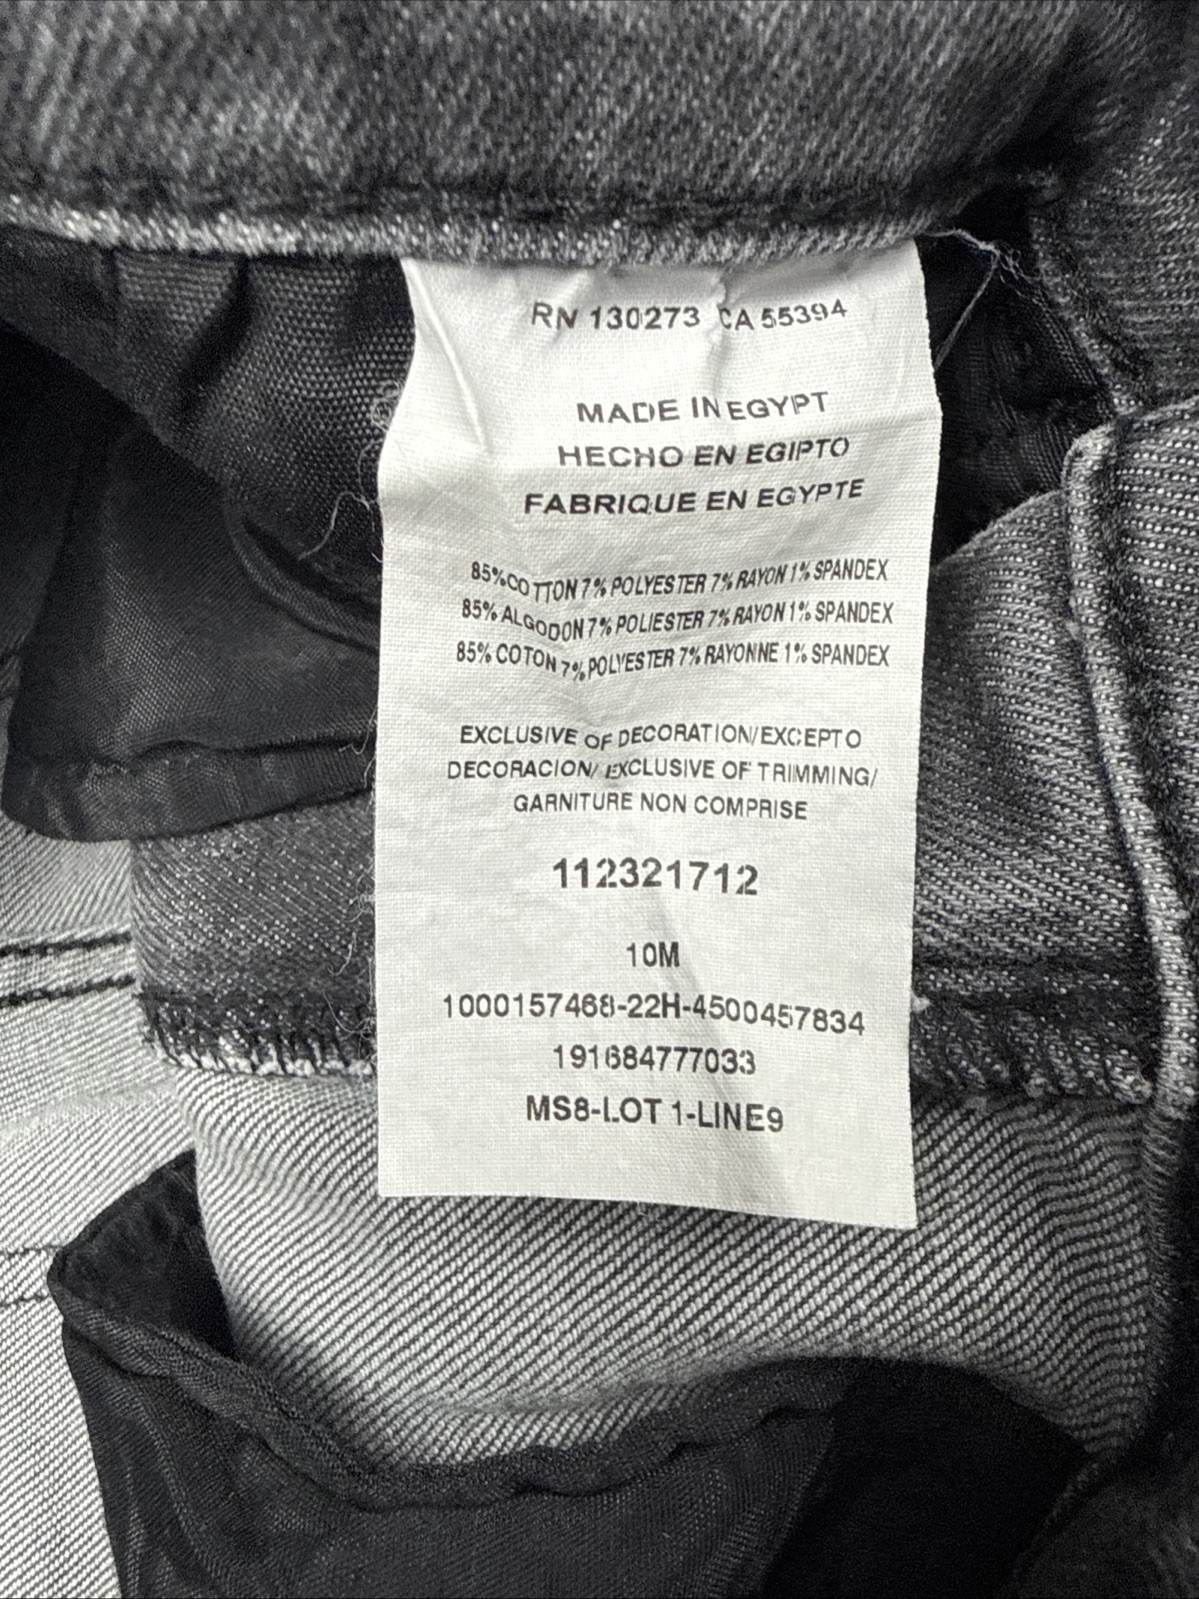 RN 130273 CA 55394
MADE IN EGYPT
HECHO EN EGIPTO
FABRIQUE EN EGYPTE
85%COTTON 7% POLYESTER 7% RAYON 1% SPANDEX
85% ALGODON 7% POLIESTER 7% RAYON 1% SPANDEX
85% COTON 7% POLYESTER 7% RAYONNE 1% SPANDEX
EXCLUSIVE OF DECORATION/EXCEPTO
DECORACION/ EXCLUSIVE OF TRIMMING/
GARNITURE NON COMPRISE
112321712
10M
1000157468-22H-4500457834
191684777033
MS8-LOT 1-LINE9